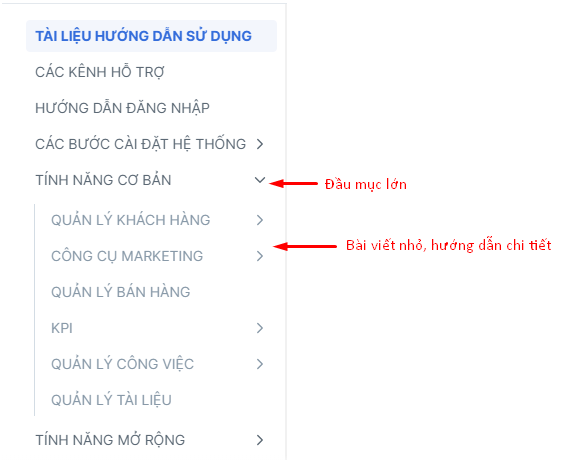 TÀI LIỆU HƯỚNG DẪN SỬ DỤNG
CÁC KÊNH HỖ TRỢ
HƯỚNG DẪN ĐĂNG NHẬP
CÁC BƯỚC CÀI ĐẶT HỆ THỐNG
TÍNH NĂNG CƠ BẢN
Đầu mục lớn
QUẢN LÝ KHÁCH HÀNG
Bài viết nhỏ, hướng dẫn chi tiết
CÔNG CỤ MARKETING
QUẢN LÝ BÁN HÀNG
KPI
QUẢN LÝ CÔNG VIỆC
QUẢN LÝ TÀI LIỆU
TÍNH NĂNG MỞ RỘNG